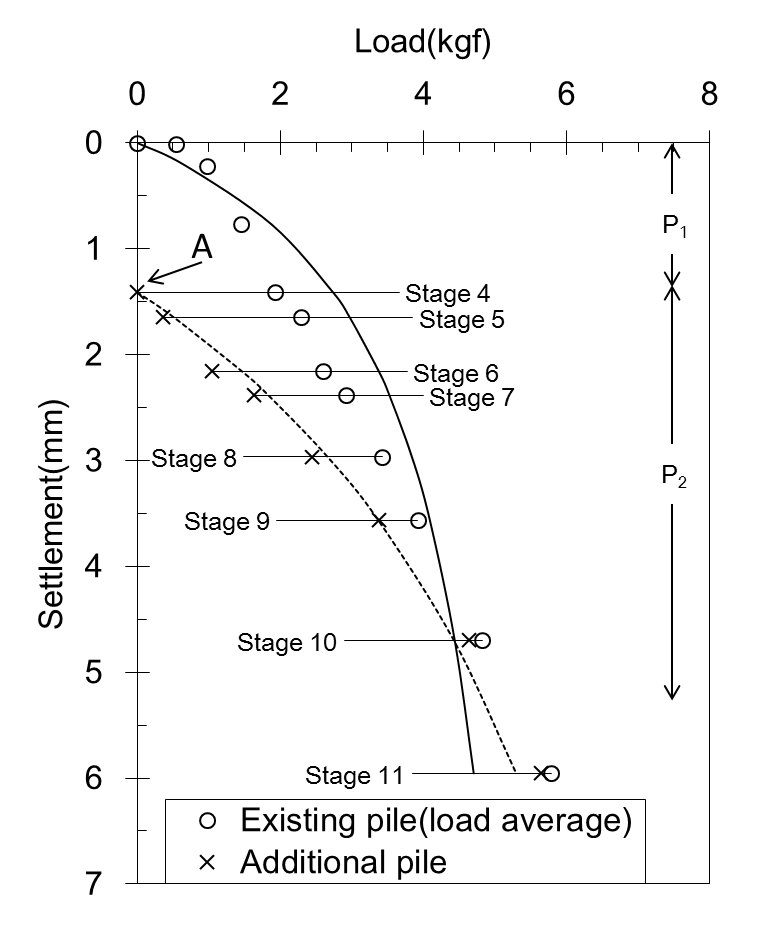 Load(kgf)
0 2 4 6 8
0
1
2
3
4
5
6
7
Settlement(mm)
A
P1
P2
Stage 4
Stage 5
Stage 6
Stage 7
Stage 8
Stage 9
Stage 10
Stage 11
Existing pile(load average)
Additional pile